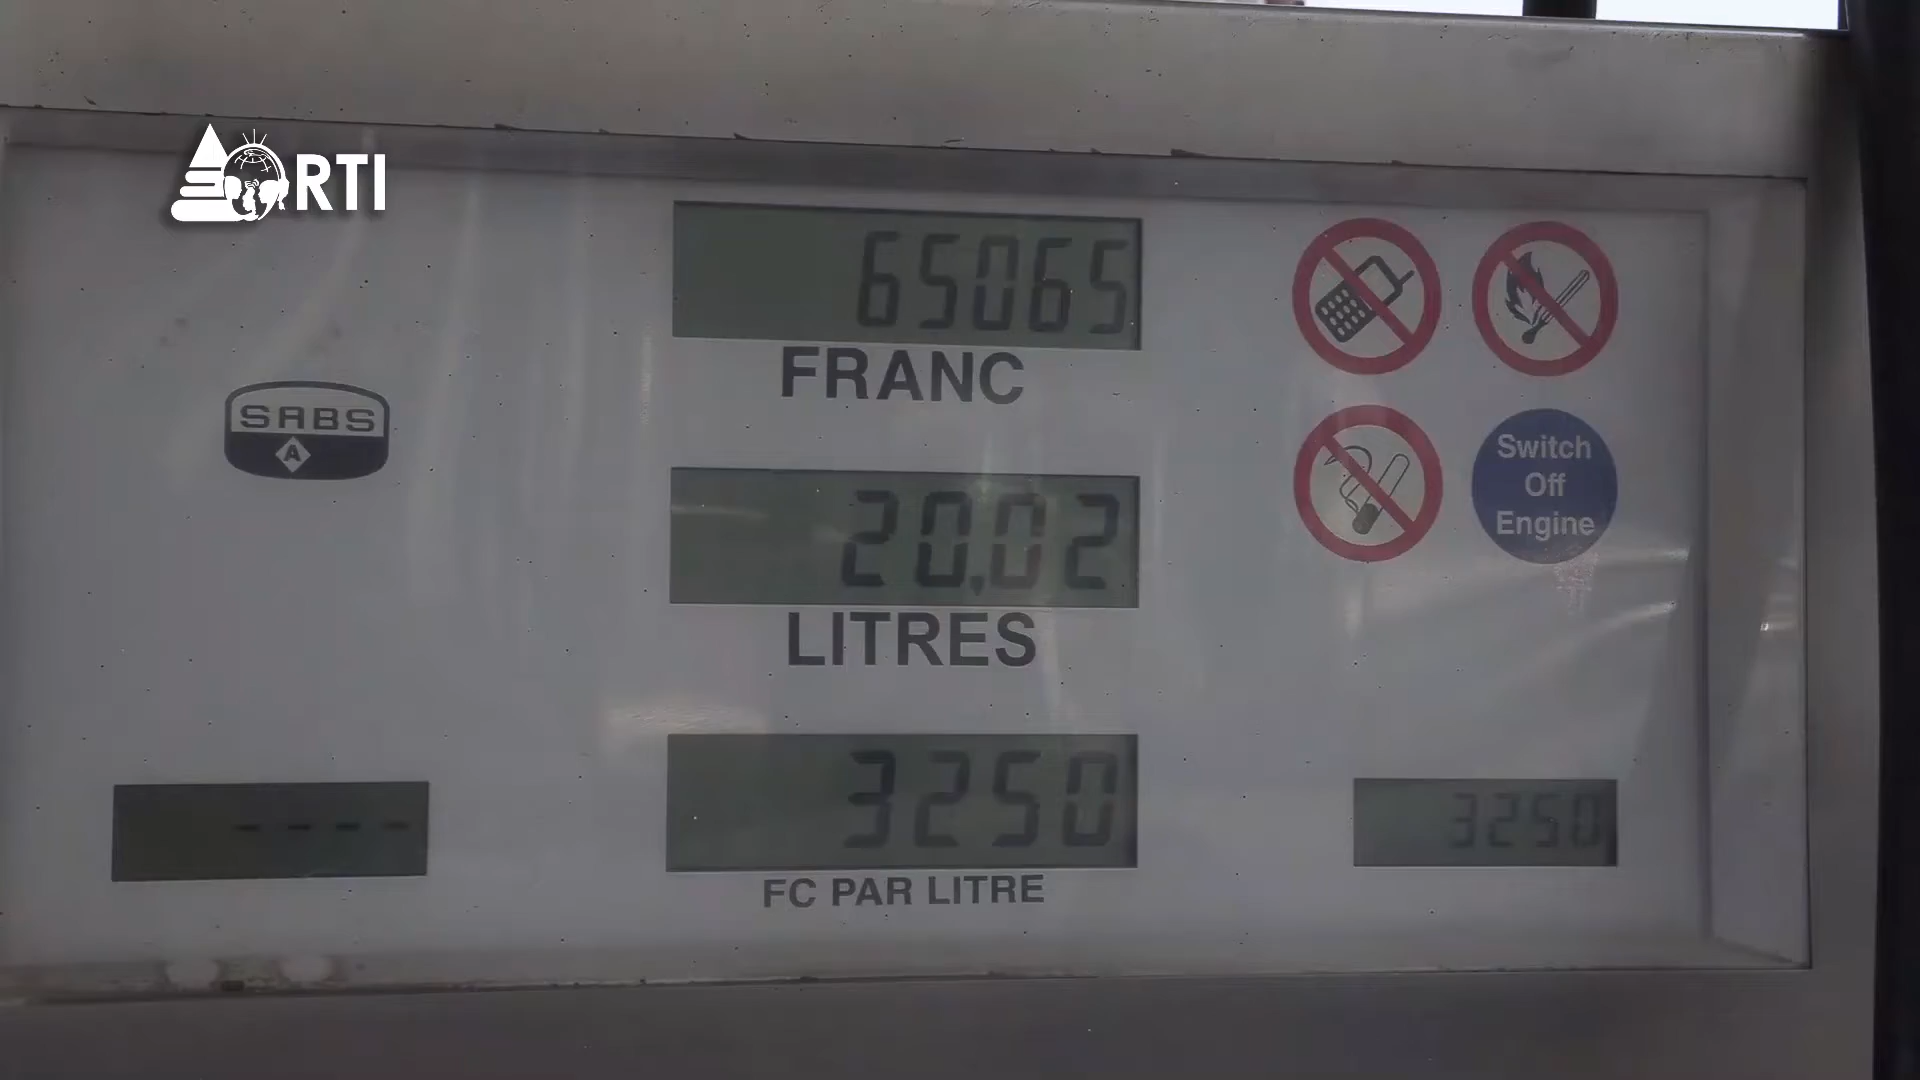 RTI
65065
FRANC
SABS
A
20.02
LITRES
Switch
Off
Engine
----
3250
FC PAR LITRE
3250